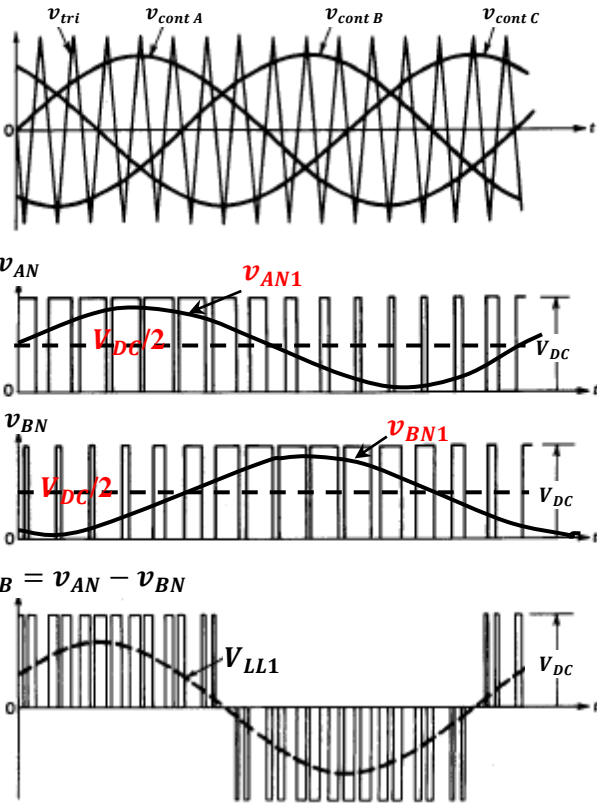 v_tri v_cont A v_cont B v_cont C
0 t
v_AN
v_AN1
V_DC/2
V_DC
0 t
v_BN
v_BN1
V_DC/2
V_DC
0 t
B = v_AN − v_BN
V_LL1
V_DC
0 t